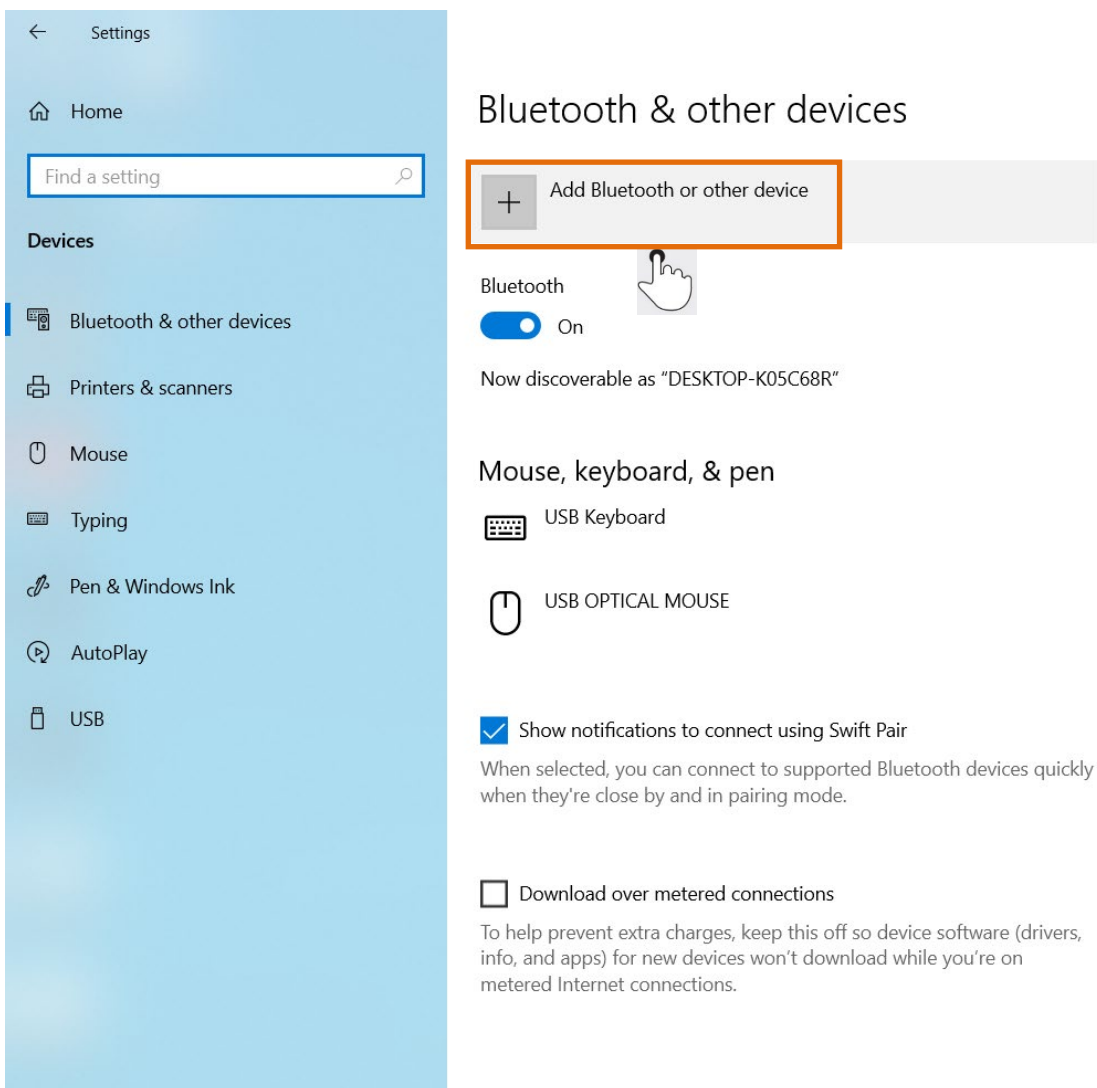 Settings
Home
Find a setting
Devices
Bluetooth & other devices
Printers & scanners
Mouse
Typing
Pen & Windows Ink
AutoPlay
USB
Bluetooth & other devices
Add Bluetooth or other device
Bluetooth
On
Now discoverable as “DESKTOP-K05C68R”
Mouse, keyboard, & pen
USB Keyboard
USB OPTICAL MOUSE
Show notifications to connect using Swift Pair
When selected, you can connect to supported Bluetooth devices quickly
when they're close by and in pairing mode.
Download over metered connections
To help prevent extra charges, keep this off so device software (drivers,
info, and apps) for new devices won’t download while you’re on
metered Internet connections.